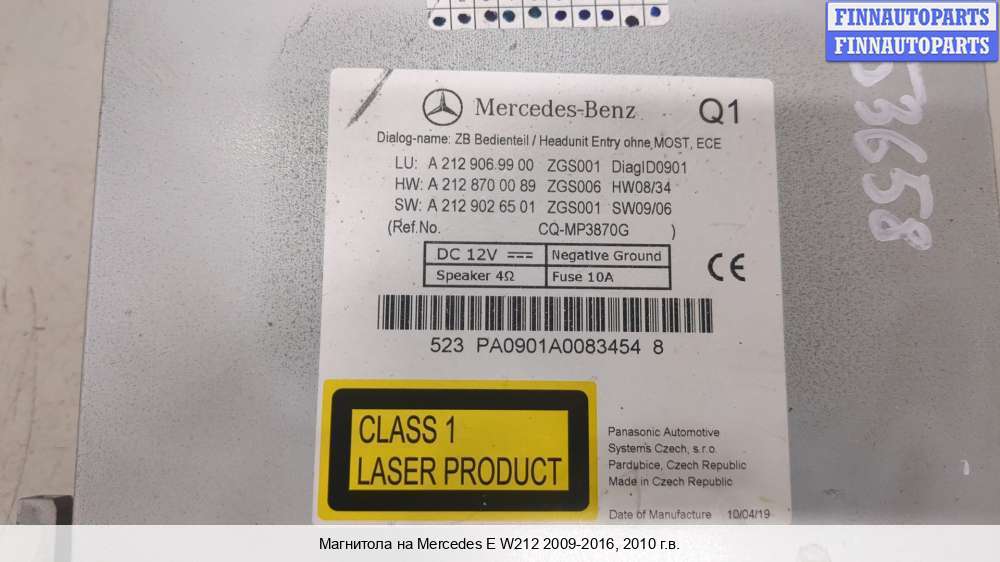 FINNAUTOPARTS
FINNAUTOPARTS
53658
Mercedes-Benz Q1
Dialog-name: ZB Bedienteil / Headunit Entry ohne MOST, ECE
LU: A 212 906 99 00 ZGS001 DiagID0901
HW: A 212 870 00 89 ZGS006 HW08/34
SW: A 212 902 65 01 ZGS001 SW09/06
(Ref.No. CQ-MP3870G )
DC 12V Negative Ground
Speaker 4Ω Fuse 10A
CE
523 PA0901A0083454 8
CLASS 1
LASER PRODUCT
Panasonic Automotive
Systems Czech, s.r.o.
Pardubice, Czech Republic
Made in Czech Republic
Date of Manufacture 10/04/19
Магнитола на Mercedes E W212 2009-2016, 2010 г.в.